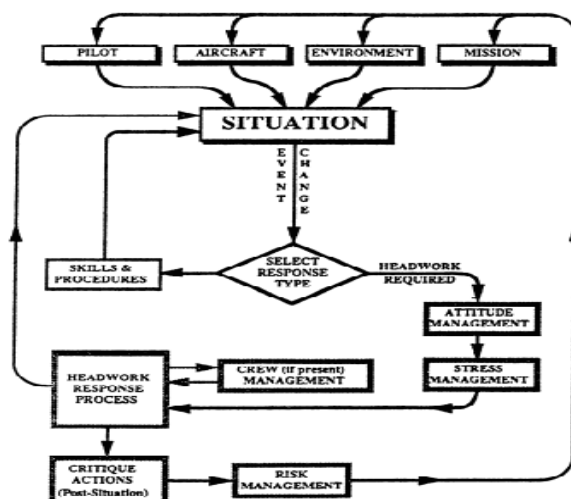 PILOT
AIRCRAFT
ENVIRONMENT
MISSION
SITUATION
EVENT
CHANGE
SELECT
RESPONSE
TYPE
HEADWORK
REQUIRED
SKILLS &
PROCEDURES
ATTITUDE
MANAGEMENT
STRESS
MANAGEMENT
HEADWORK
RESPONSE
PROCESS
CREW (if present)
MANAGEMENT
CRITIQUE
ACTIONS
(Post-Situation)
RISK
MANAGEMENT